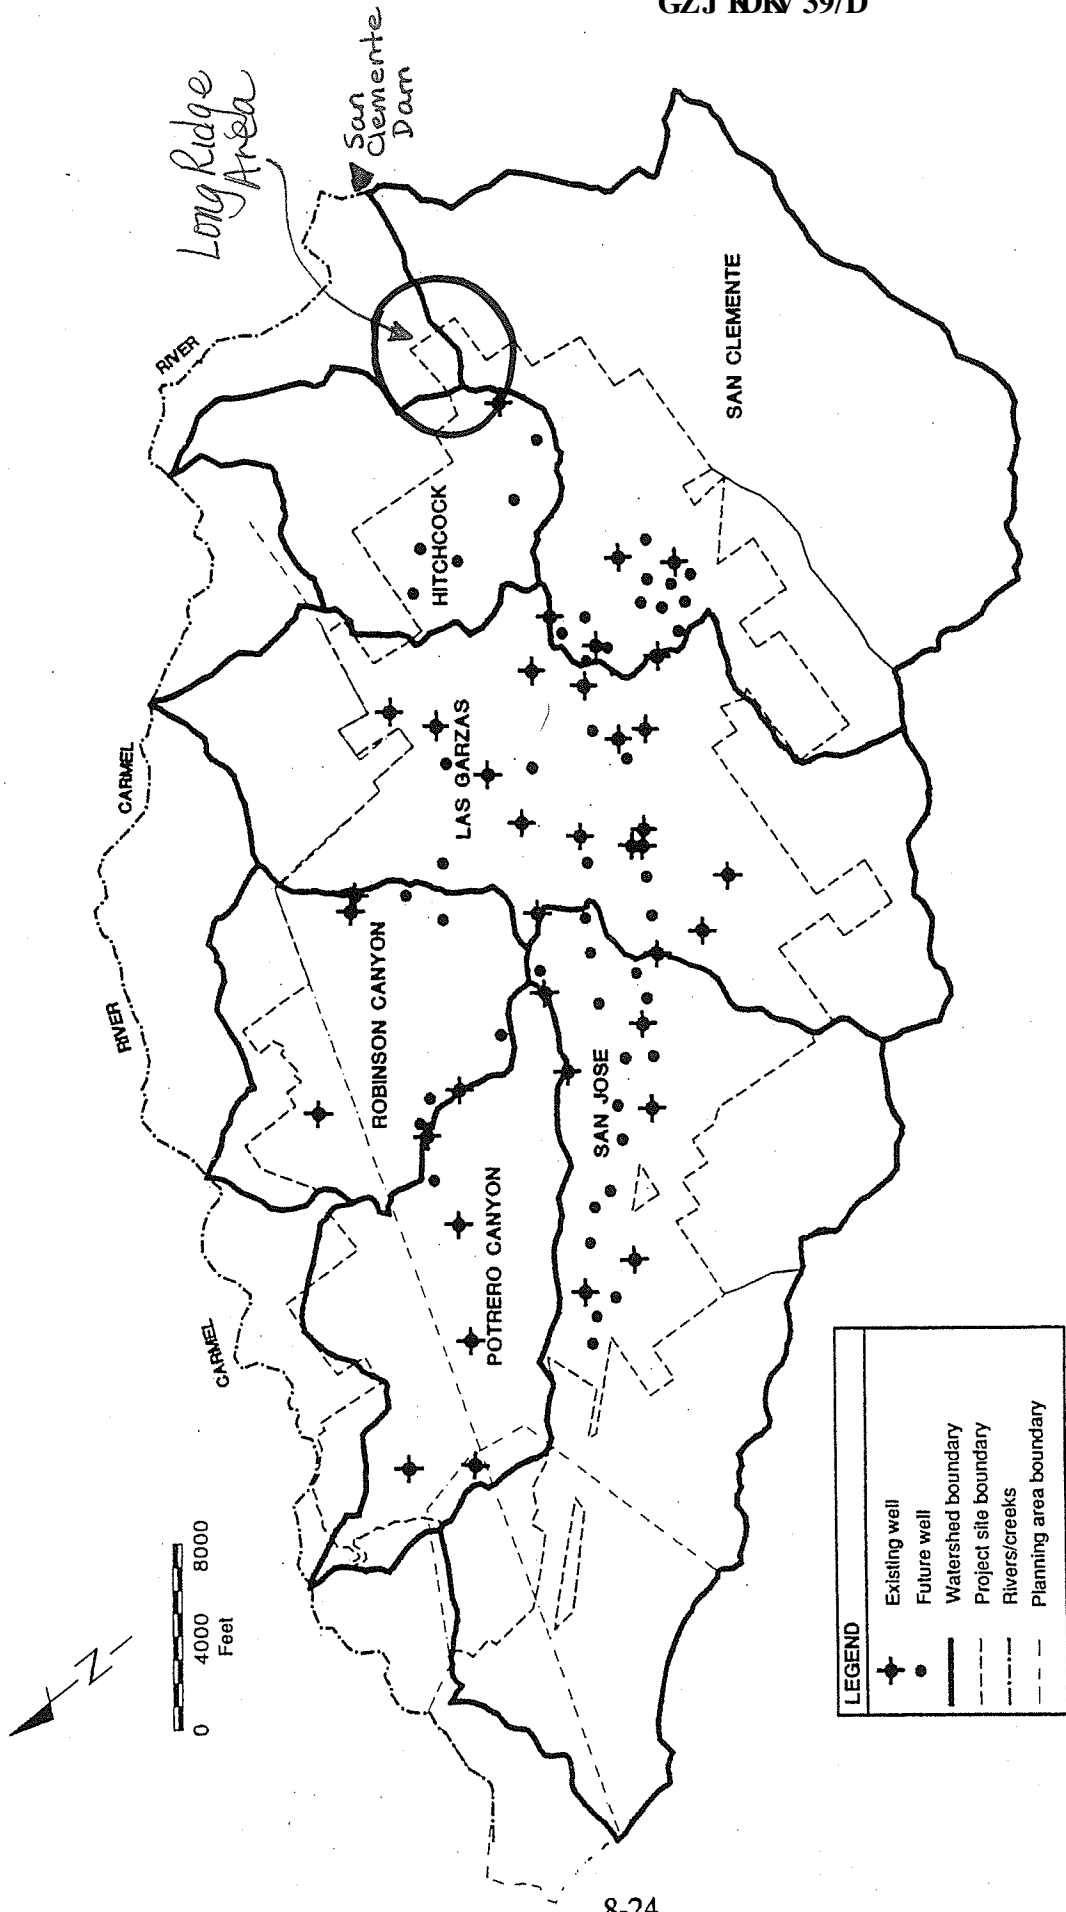 Long Ridge
Area
San
Clemente
Dam
RIVER
CARMEL
RIVER
CARMEL
SAN CLEMENTE
HITCHCOCK
LAS GARZAS
ROBINSON CANYON
SAN JOSE
POTRERO CANYON
N
0 4000 8000
Feet
LEGEND
Existing well
Future well
Watershed boundary
Project site boundary
Rivers/creeks
Planning area boundary
8-24